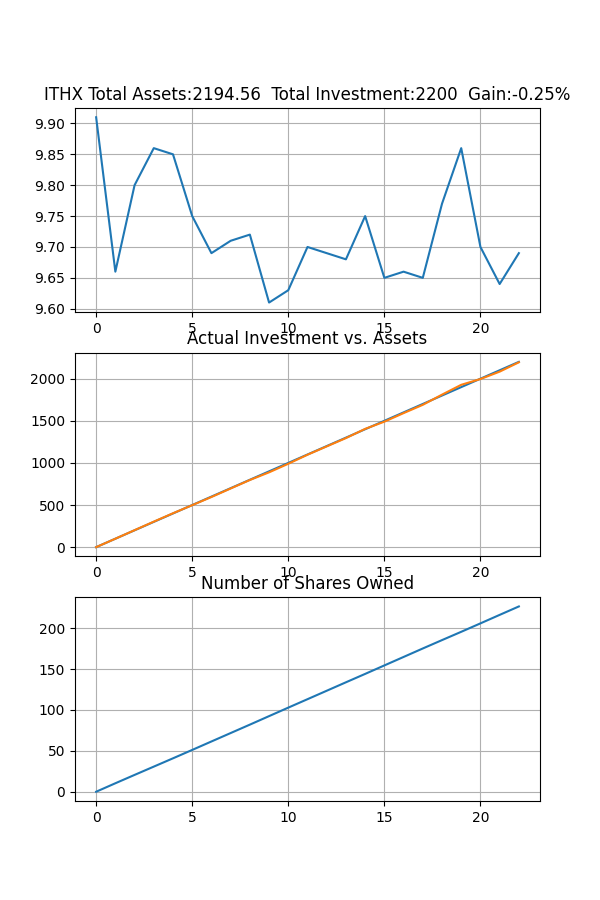 ITHX Total Assets:2194.56  Total Investment:2200  Gain:-0.25%
9.90
9.85
9.80
9.75
9.70
9.65
9.60
0 5 10 15 20
Actual Investment vs. Assets
2000
1500
1000
500
0
0 5 10 15 20
Number of Shares Owned
200
150
100
50
0
0 5 10 15 20